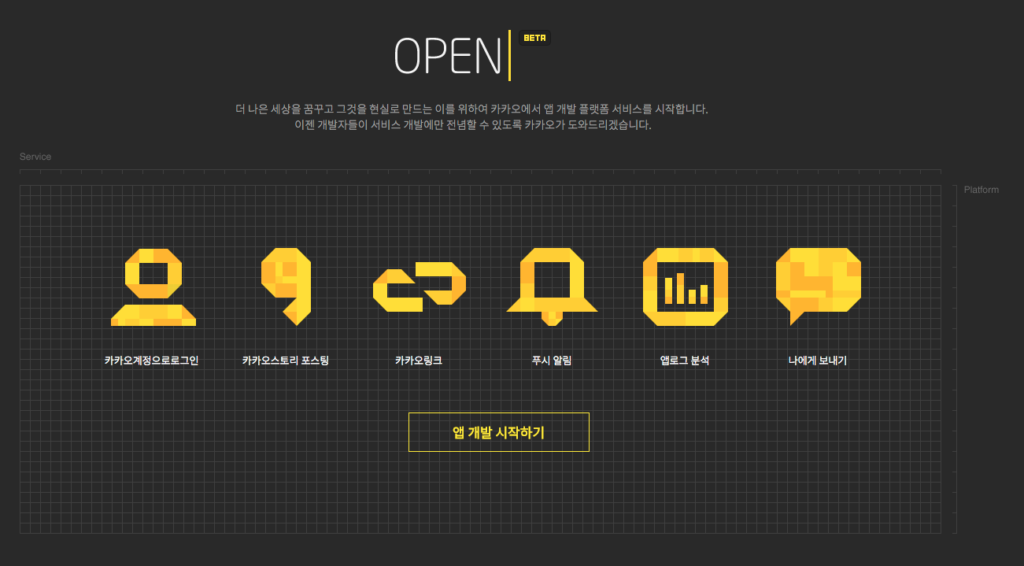 OPEN
BETA
더 나은 세상을 꿈꾸고 그것을 현실로 만드는 이를 위하여 카카오에서 앱 개발 플랫폼 서비스를 시작합니다.
이젠 개발자들이 서비스 개발에만 전념할 수 있도록 카카오가 도와드리겠습니다.
Service
Platform
카카오계정으로로그인
카카오스토리 포스팅
카카오링크
푸시 알림
앱로그 분석
나에게 보내기
앱 개발 시작하기